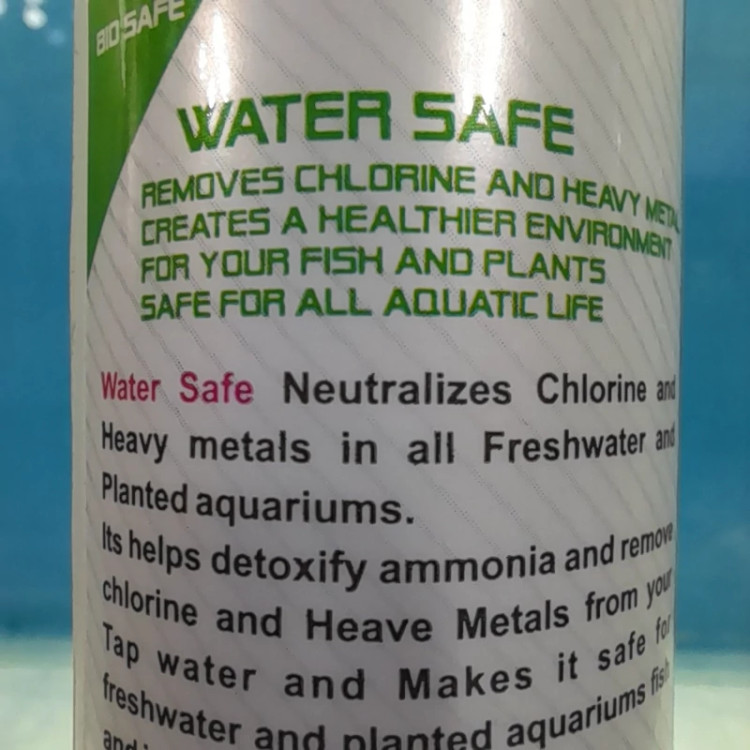 BIO SAFE
WATER SAFE
REMOVES CHLORINE AND HEAVY METAL
CREATES A HEALTHIER ENVIRONMENT
FOR YOUR FISH AND PLANTS
SAFE FOR ALL AQUATIC LIFE
Water Safe Neutralizes Chlorine and
Heavy metals in all Freshwater and
Planted aquariums.
Its helps detoxify ammonia and remove
chlorine and Heave Metals from your
Tap water and Makes it safe for
freshwater and planted aquariums fish
and